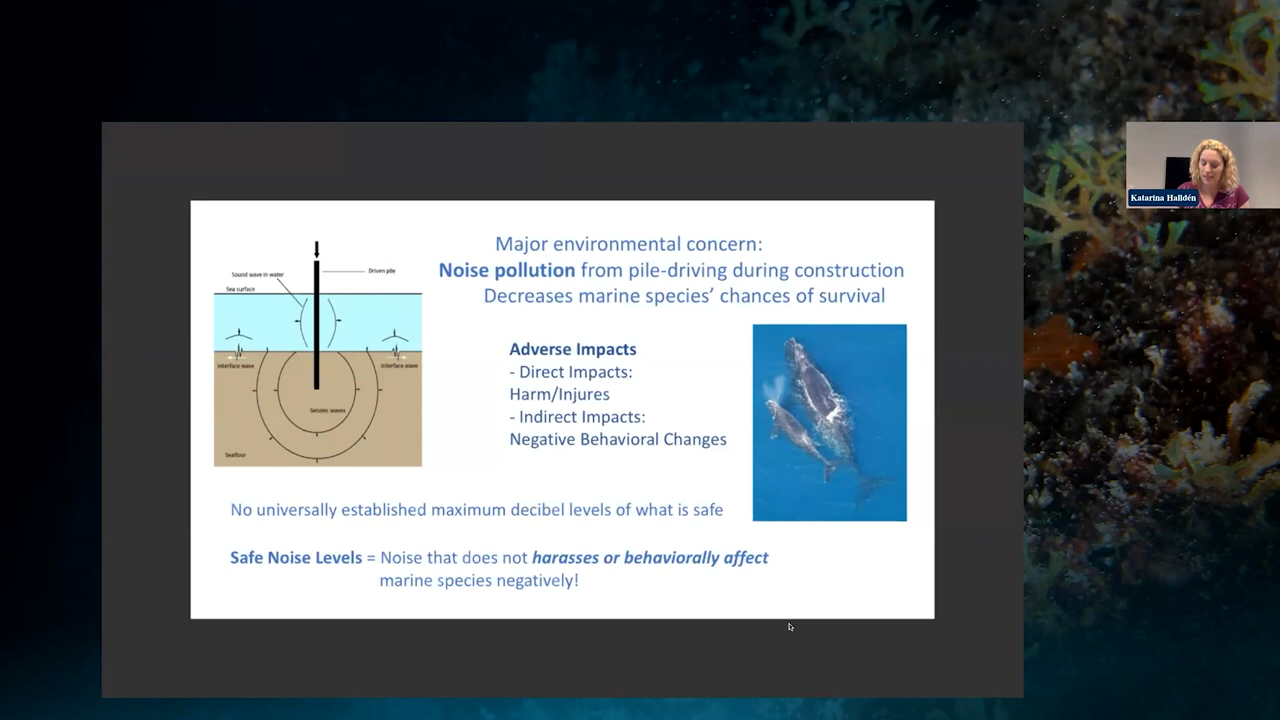 Major environmental concern:
Noise pollution from pile-driving during construction
Decreases marine species' chances of survival
Sound wave in water
Driven pile
Sea surface
Interface wave
Interface wave
Seismic waves
Seafloor
Adverse Impacts
- Direct Impacts:
Harm/Injures
- Indirect Impacts:
Negative Behavioral Changes
No universally established maximum decibel levels of what is safe
Safe Noise Levels = Noise that does not harasses or behaviorally affect
marine species negatively!
Katarina Halldén